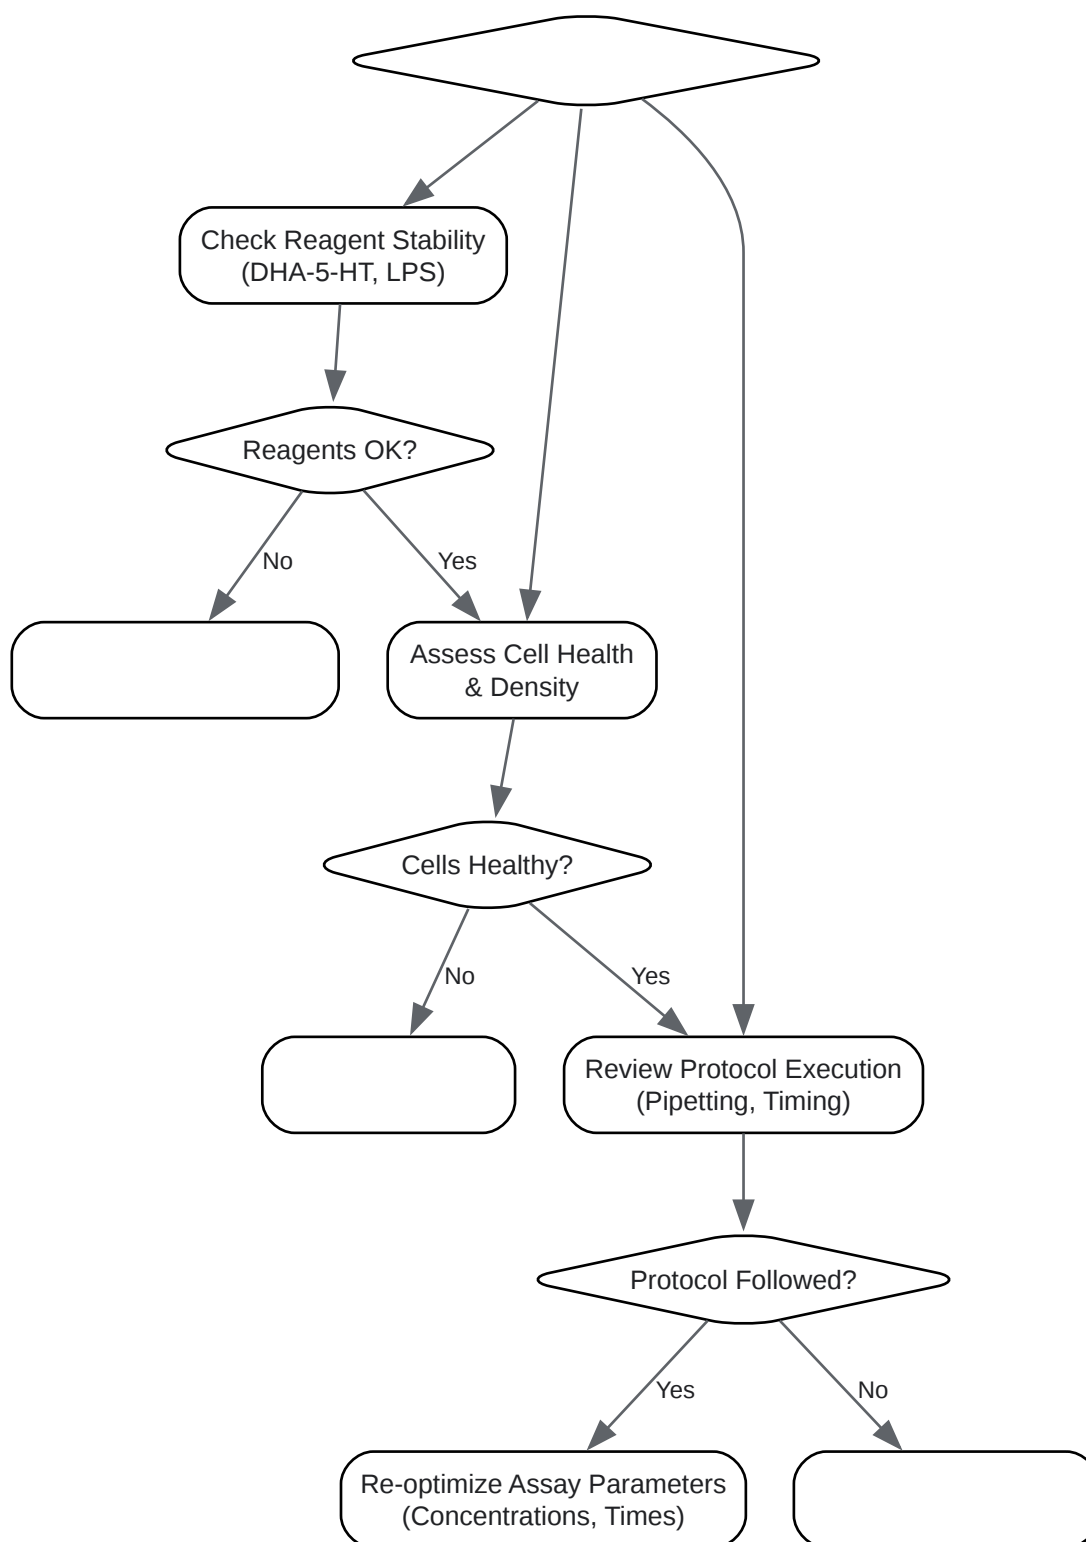 Check Reagent Stability
(DHA-5-HT, LPS)
Reagents OK?
No
Yes
Assess Cell Health
& Density
Cells Healthy?
No
Yes
Review Protocol Execution
(Pipetting, Timing)
Protocol Followed?
Yes
No
Re-optimize Assay Parameters
(Concentrations, Times)